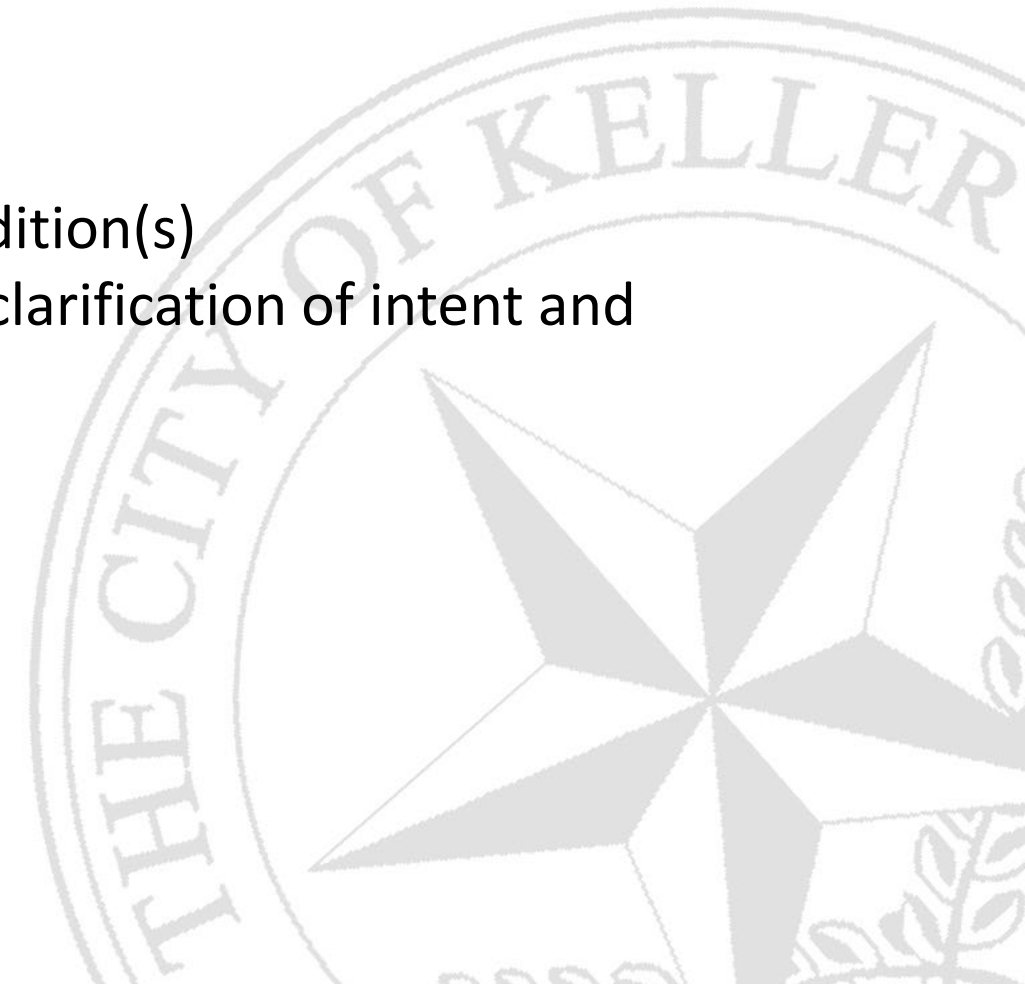 THE CITY OF KELLER
dition(s)
clarification of intent and